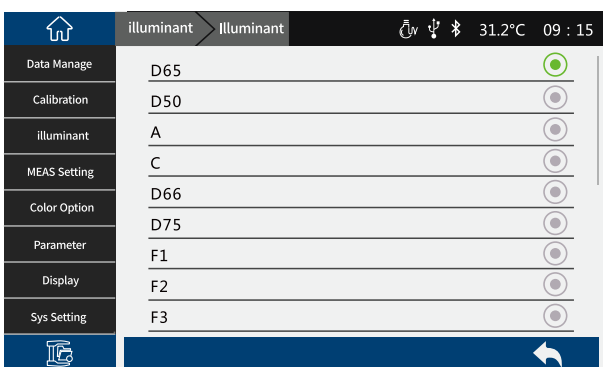 illuminant Illuminant UV 31.2°C 09 : 15
Data Manage
Calibration
illuminant
MEAS Setting
Color Option
Parameter
Display
Sys Setting
D65
D50
A
C
D66
D75
F1
F2
F3